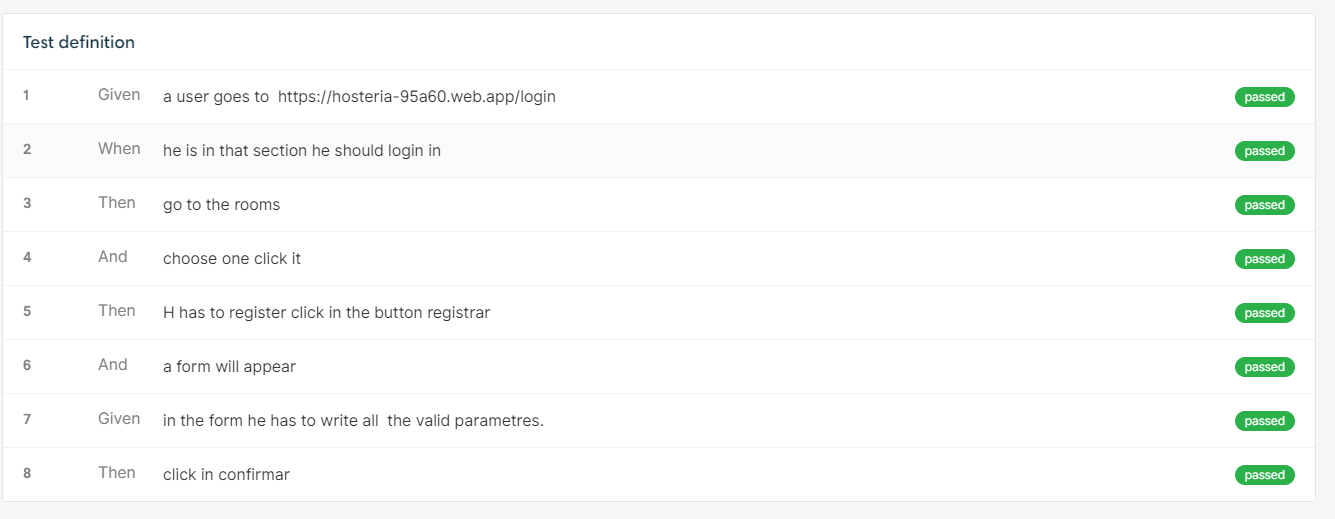 Test definition
1 Given a user goes to  https://hosteria-95a60.web.app/login passed
2 When he is in that section he should login in passed
3 Then go to the rooms passed
4 And choose one click it passed
5 Then H has to register click in the button registrar passed
6 And a form will appear passed
7 Given in the form he has to write all  the valid parametres. passed
8 Then click in confirmar passed